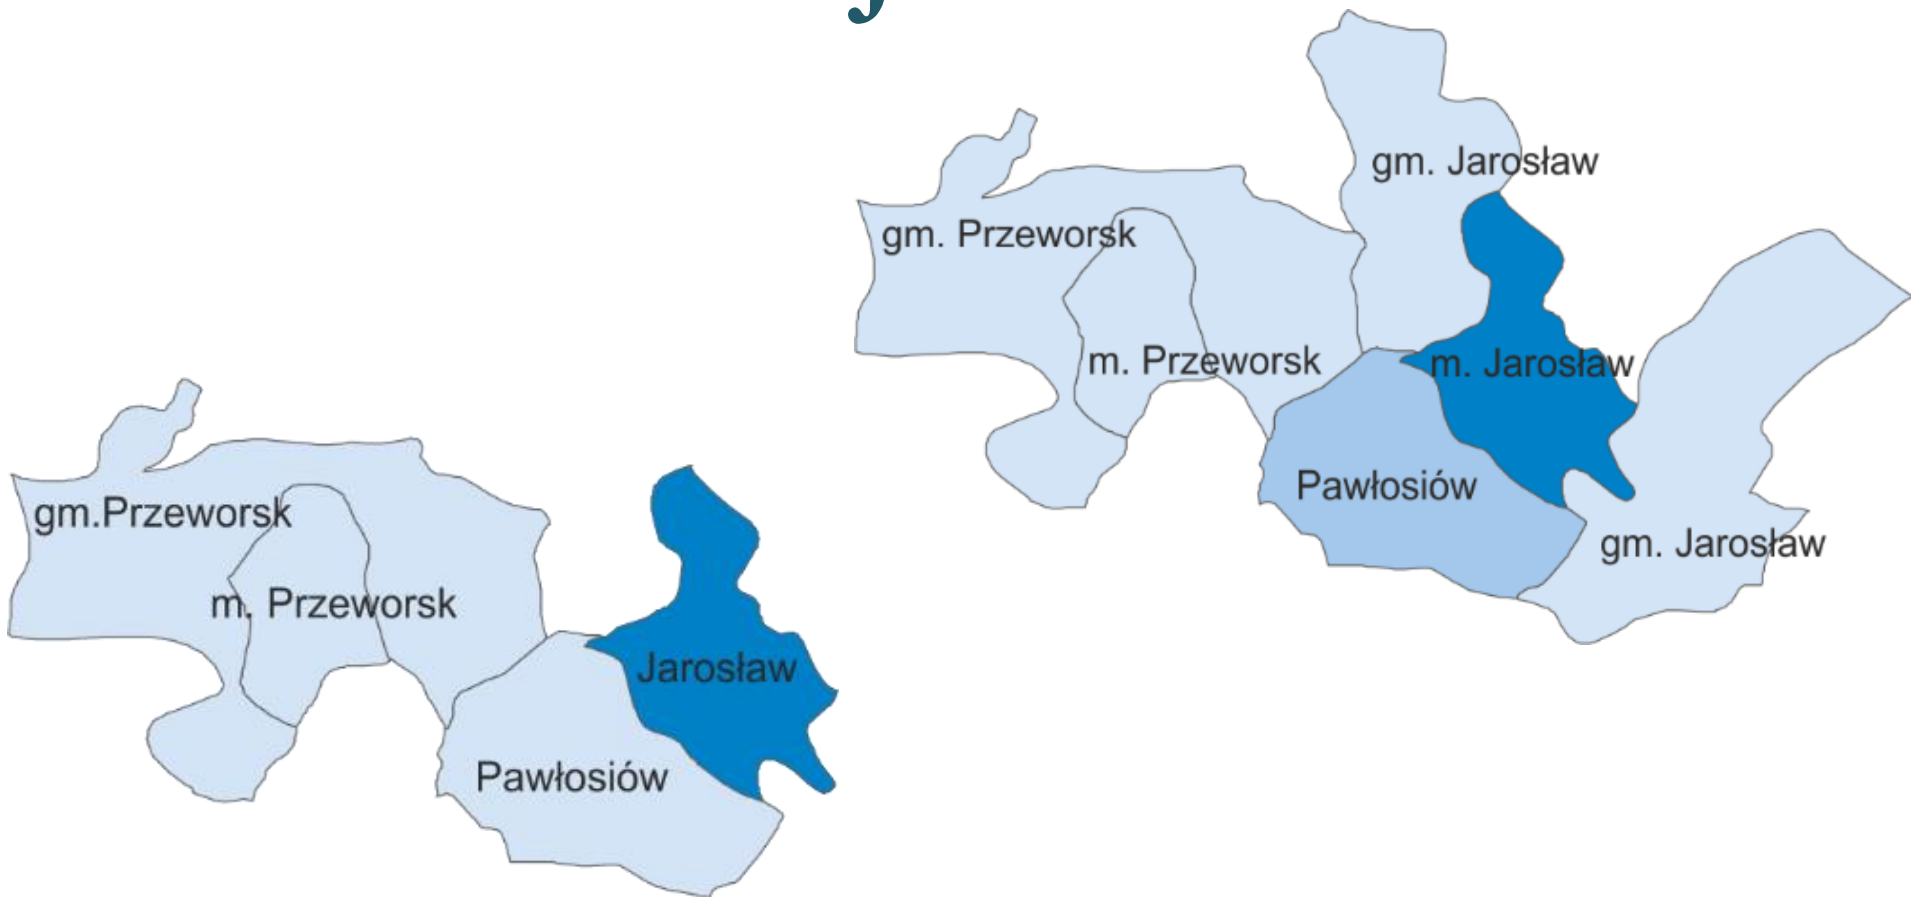 gm. Jarosław
gm. Przeworsk
m. Przeworsk
m. Jarosław
Pawłosiów
gm. Jarosław
gm.Przeworsk
m. Przeworsk
Jarosław
Pawłosiów